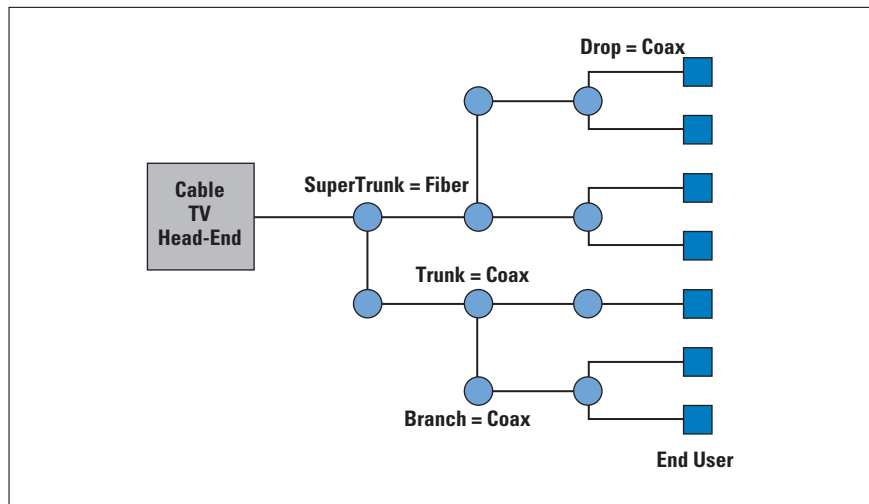 Drop = Coax
Cable
TV
Head-End
SuperTrunk = Fiber
Trunk = Coax
Branch = Coax
End User